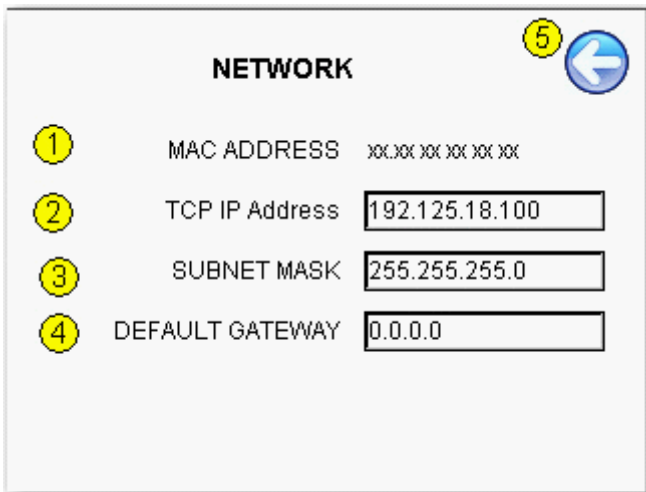 5
NETWORK
1 MAC ADDRESS xx.xx xx xx xx xx
2 TCP IP Address 192.125.18.100
3 SUBNET MASK 255.255.255.0
4 DEFAULT GATEWAY 0.0.0.0